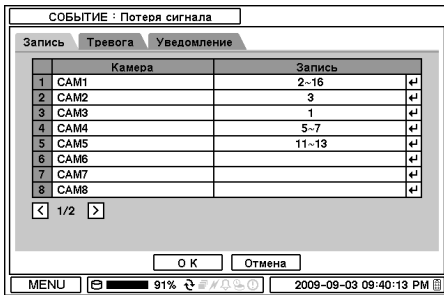 СОБЫТИЕ : Потеря сигнала
Запись Тревога Уведомление
Камера Запись
1 CAM1 2~16
2 CAM2 3
3 CAM3 1
4 CAM4 5~7
5 CAM5 11~13
6 CAM6
7 CAM7
8 CAM8
1/2
O K Отмена
MENU 91% 2009-09-03 09:40:13 PM